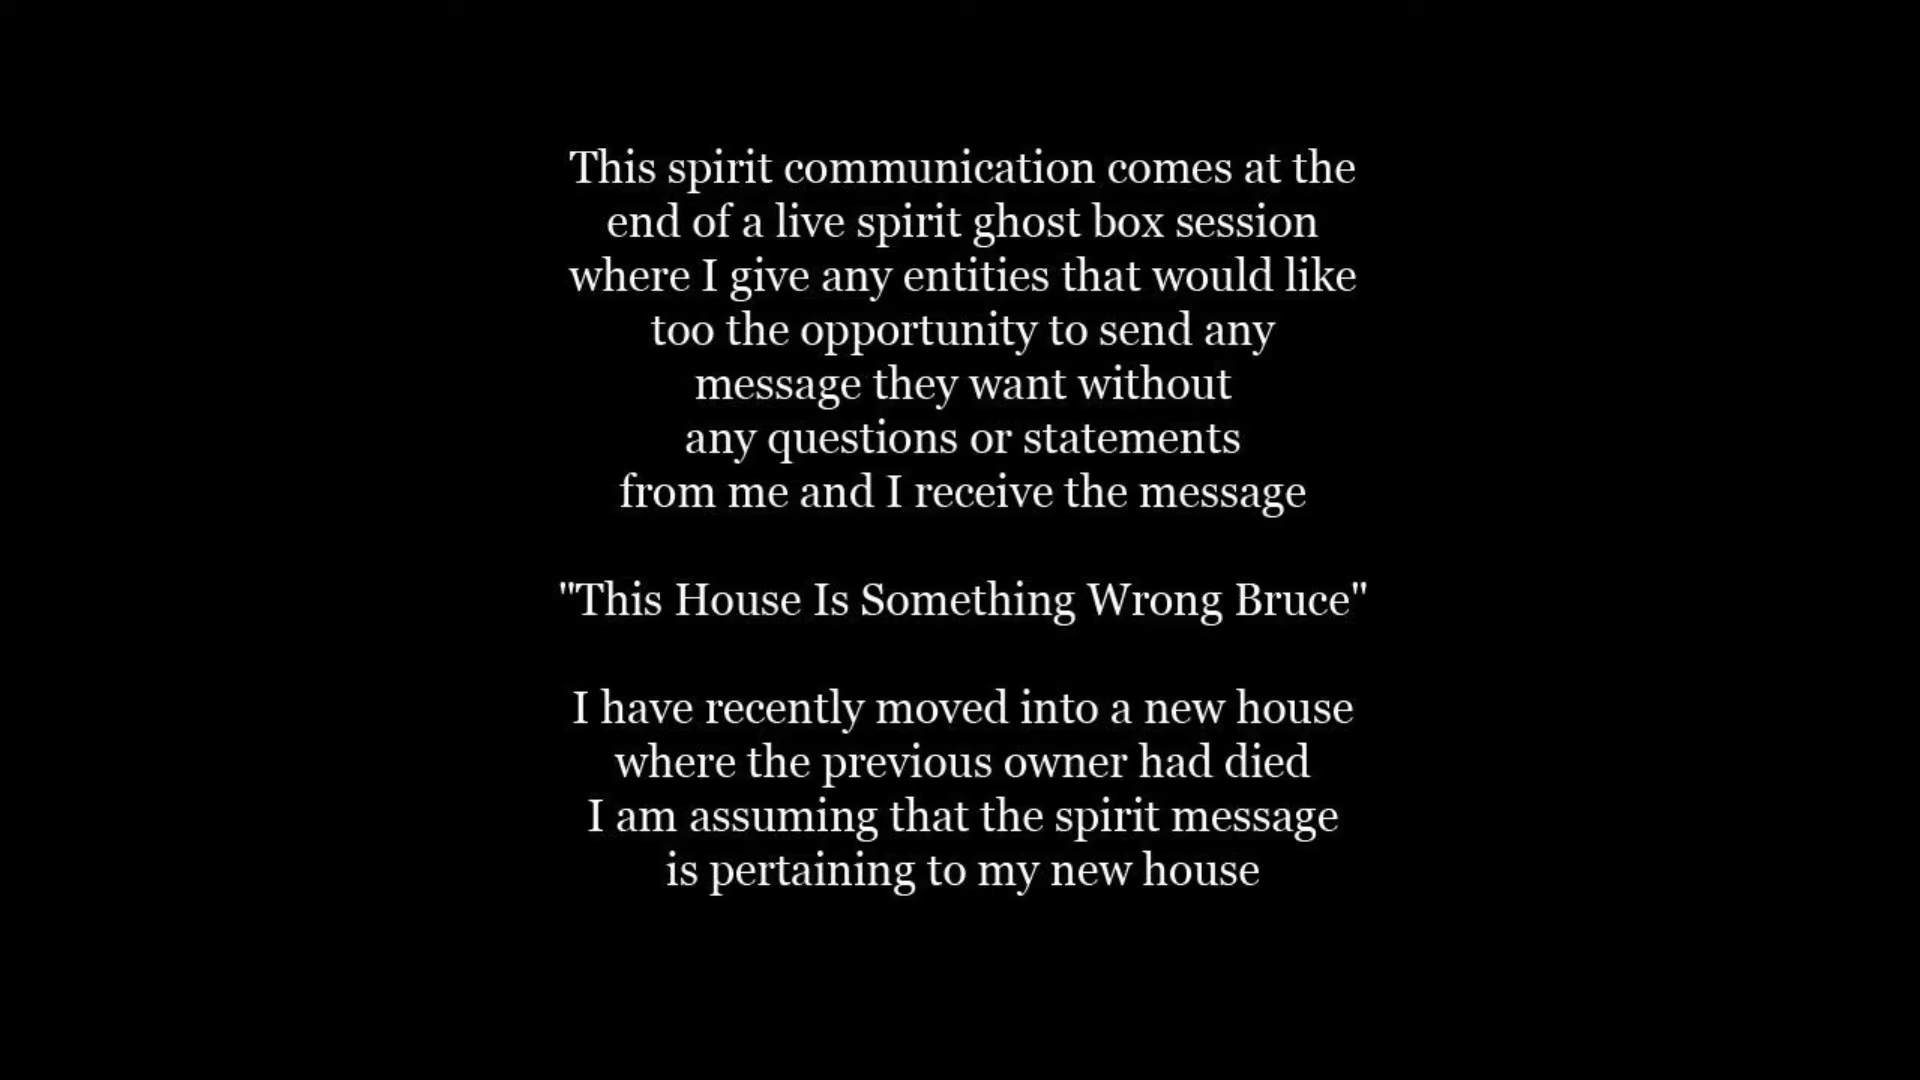 This spirit communication comes at the
end of a live spirit ghost box session
where I give any entities that would like
too the opportunity to send any
message they want without
any questions or statements
from me and I receive the message
"This House Is Something Wrong Bruce"
I have recently moved into a new house
where the previous owner had died
I am assuming that the spirit message
is pertaining to my new house